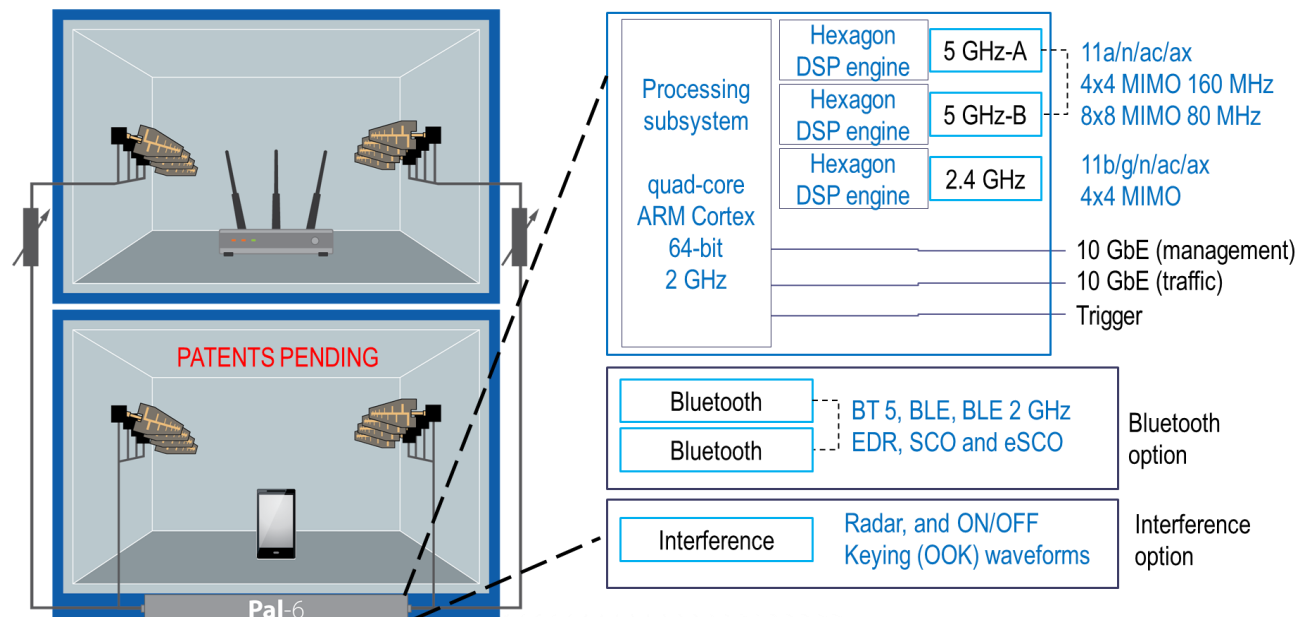 PATENTS PENDING
Pal-6
Processing
subsystem
quad-core
ARM Cortex
64-bit
2 GHz
Hexagon
DSP engine
5 GHz-A
Hexagon
DSP engine
5 GHz-B
Hexagon
DSP engine
2.4 GHz
11a/n/ac/ax
4x4 MIMO 160 MHz
8x8 MIMO 80 MHz
11b/g/n/ac/ax
4x4 MIMO
10 GbE (management)
10 GbE (traffic)
Trigger
Bluetooth
Bluetooth
BT 5, BLE, BLE 2 GHz
EDR, SCO and eSCO
Bluetooth
option
Interference
Radar, and ON/OFF
Keying (OOK) waveforms
Interference
option